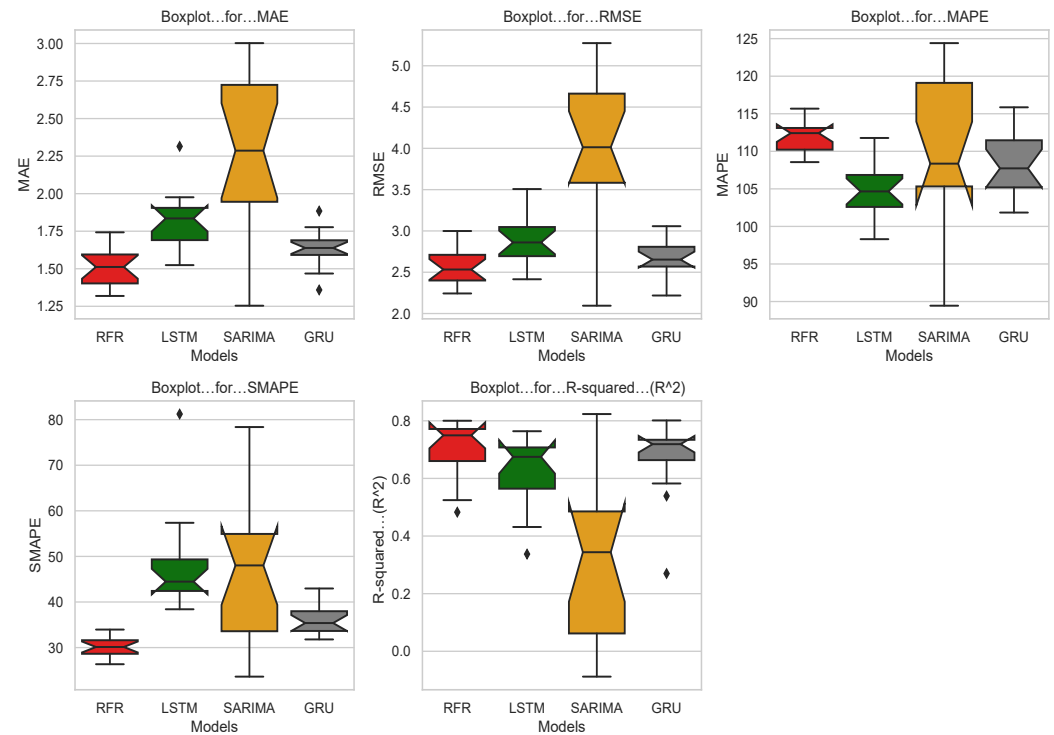 Boxplot…for…MAE
MAE
3.00
2.75
2.50
2.25
2.00
1.75
1.50
1.25
RFR LSTM SARIMA GRU
Models
Boxplot…for…RMSE
RMSE
5.0
4.5
4.0
3.5
3.0
2.5
2.0
RFR LSTM SARIMA GRU
Models
Boxplot…for…MAPE
MAPE
125
120
115
110
105
100
95
90
RFR LSTM SARIMA GRU
Models
Boxplot…for…SMAPE
SMAPE
80
70
60
50
40
30
RFR LSTM SARIMA GRU
Models
Boxplot…for…R-squared…(R^2)
R-squared…(R^2)
0.8
0.6
0.4
0.2
0.0
RFR LSTM SARIMA GRU
Models